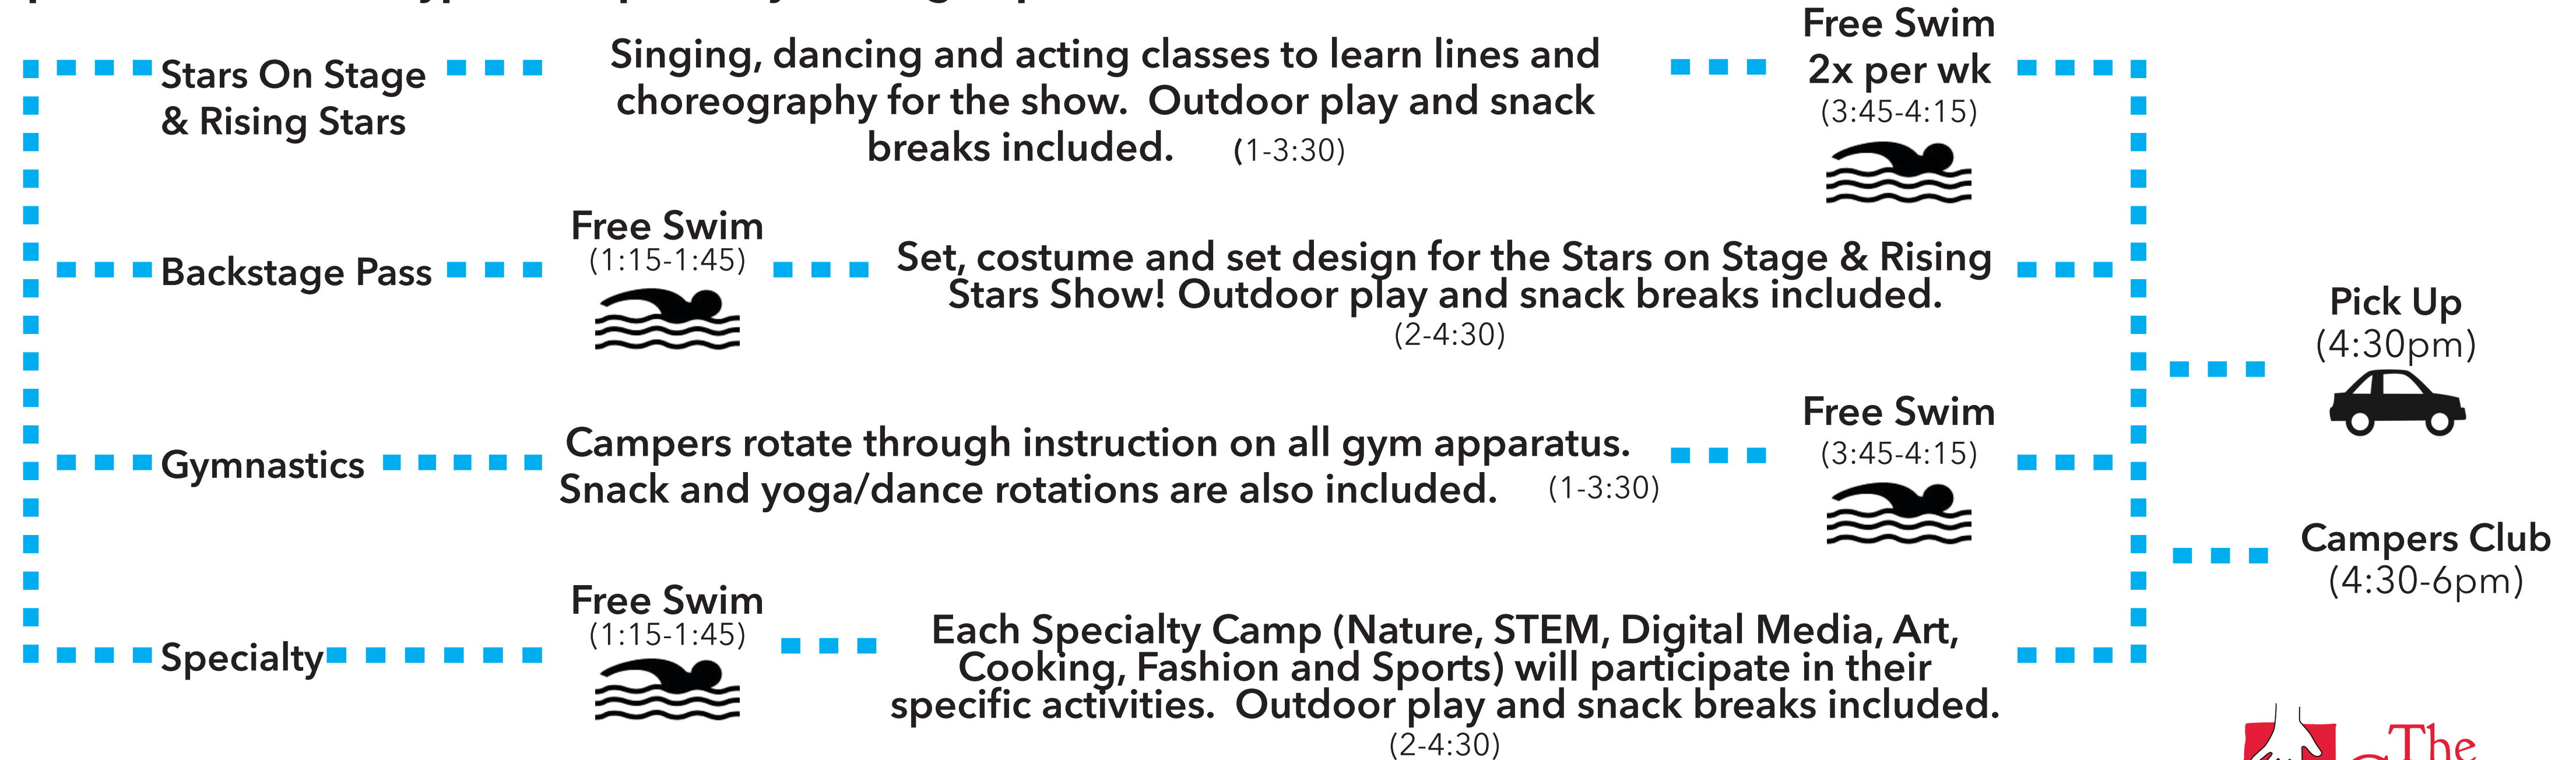 Stars On Stage
& Rising Stars
Singing, dancing and acting classes to learn lines and
choreography for the show.  Outdoor play and snack
breaks included. (1-3:30)
Free Swim
2x per wk
(3:45-4:15)
Backstage Pass
Free Swim
(1:15-1:45)
Set, costume and set design for the Stars on Stage & Rising
Stars Show! Outdoor play and snack breaks included.
(2-4:30)
Gymnastics
Campers rotate through instruction on all gym apparatus.
Snack and yoga/dance rotations are also included. (1-3:30)
Free Swim
(3:45-4:15)
Specialty
Free Swim
(1:15-1:45)
Each Specialty Camp (Nature, STEM, Digital Media, Art,
Cooking, Fashion and Sports) will participate in their
specific activities.  Outdoor play and snack breaks included.
(2-4:30)
Pick Up
(4:30pm)
Campers Club
(4:30-6pm)
The